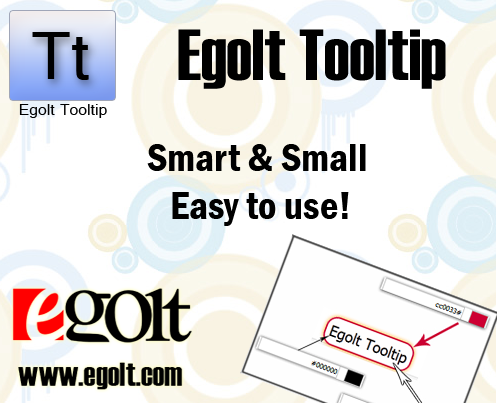 Tt
Egolt Tooltip
Egolt Tooltip
Smart & Small
Easy to use!
egolt
www.egolt.com
cc0033#
Egolt Tooltip
#000000